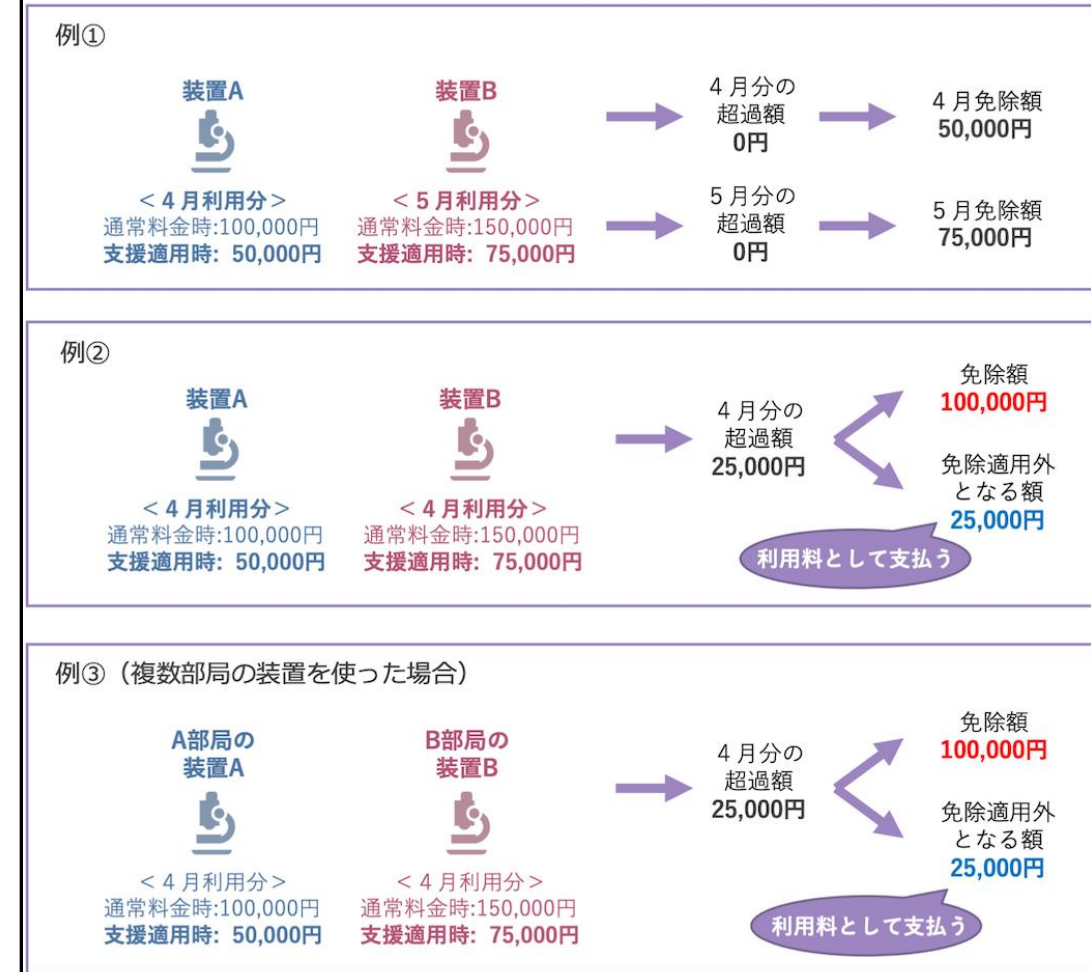 例①
装置A
<4月利用分>
通常料金時:100,000円
支援適用時: 50,000円
装置B
<5月利用分>
通常料金時:150,000円
支援適用時: 75,000円
4月分の
超過額
0円
4月免除額
50,000円
5月分の
超過額
0円
5月免除額
75,000円
例②
装置A
<4月利用分>
通常料金時:100,000円
支援適用時: 50,000円
装置B
<4月利用分>
通常料金時:150,000円
支援適用時: 75,000円
4月分の
超過額
25,000円
免除額
100,000円
免除適用外
となる額
25,000円
利用料として支払う
例③(複数部局の装置を使った場合)
A部局の
装置A
<4月利用分>
通常料金時:100,000円
支援適用時: 50,000円
B部局の
装置B
<4月利用分>
通常料金時:150,000円
支援適用時: 75,000円
4月分の
超過額
25,000円
免除額
100,000円
免除適用外
となる額
25,000円
利用料として支払う